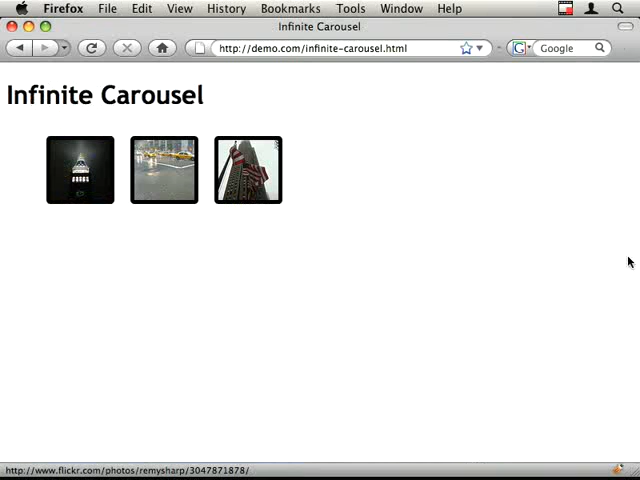 Firefox File Edit View History Bookmarks Tools Window Help
Infinite Carousel
http://demo.com/infinite-carousel.html
G Google
Infinite Carousel
http://www.flickr.com/photos/remysharp/3047871878/